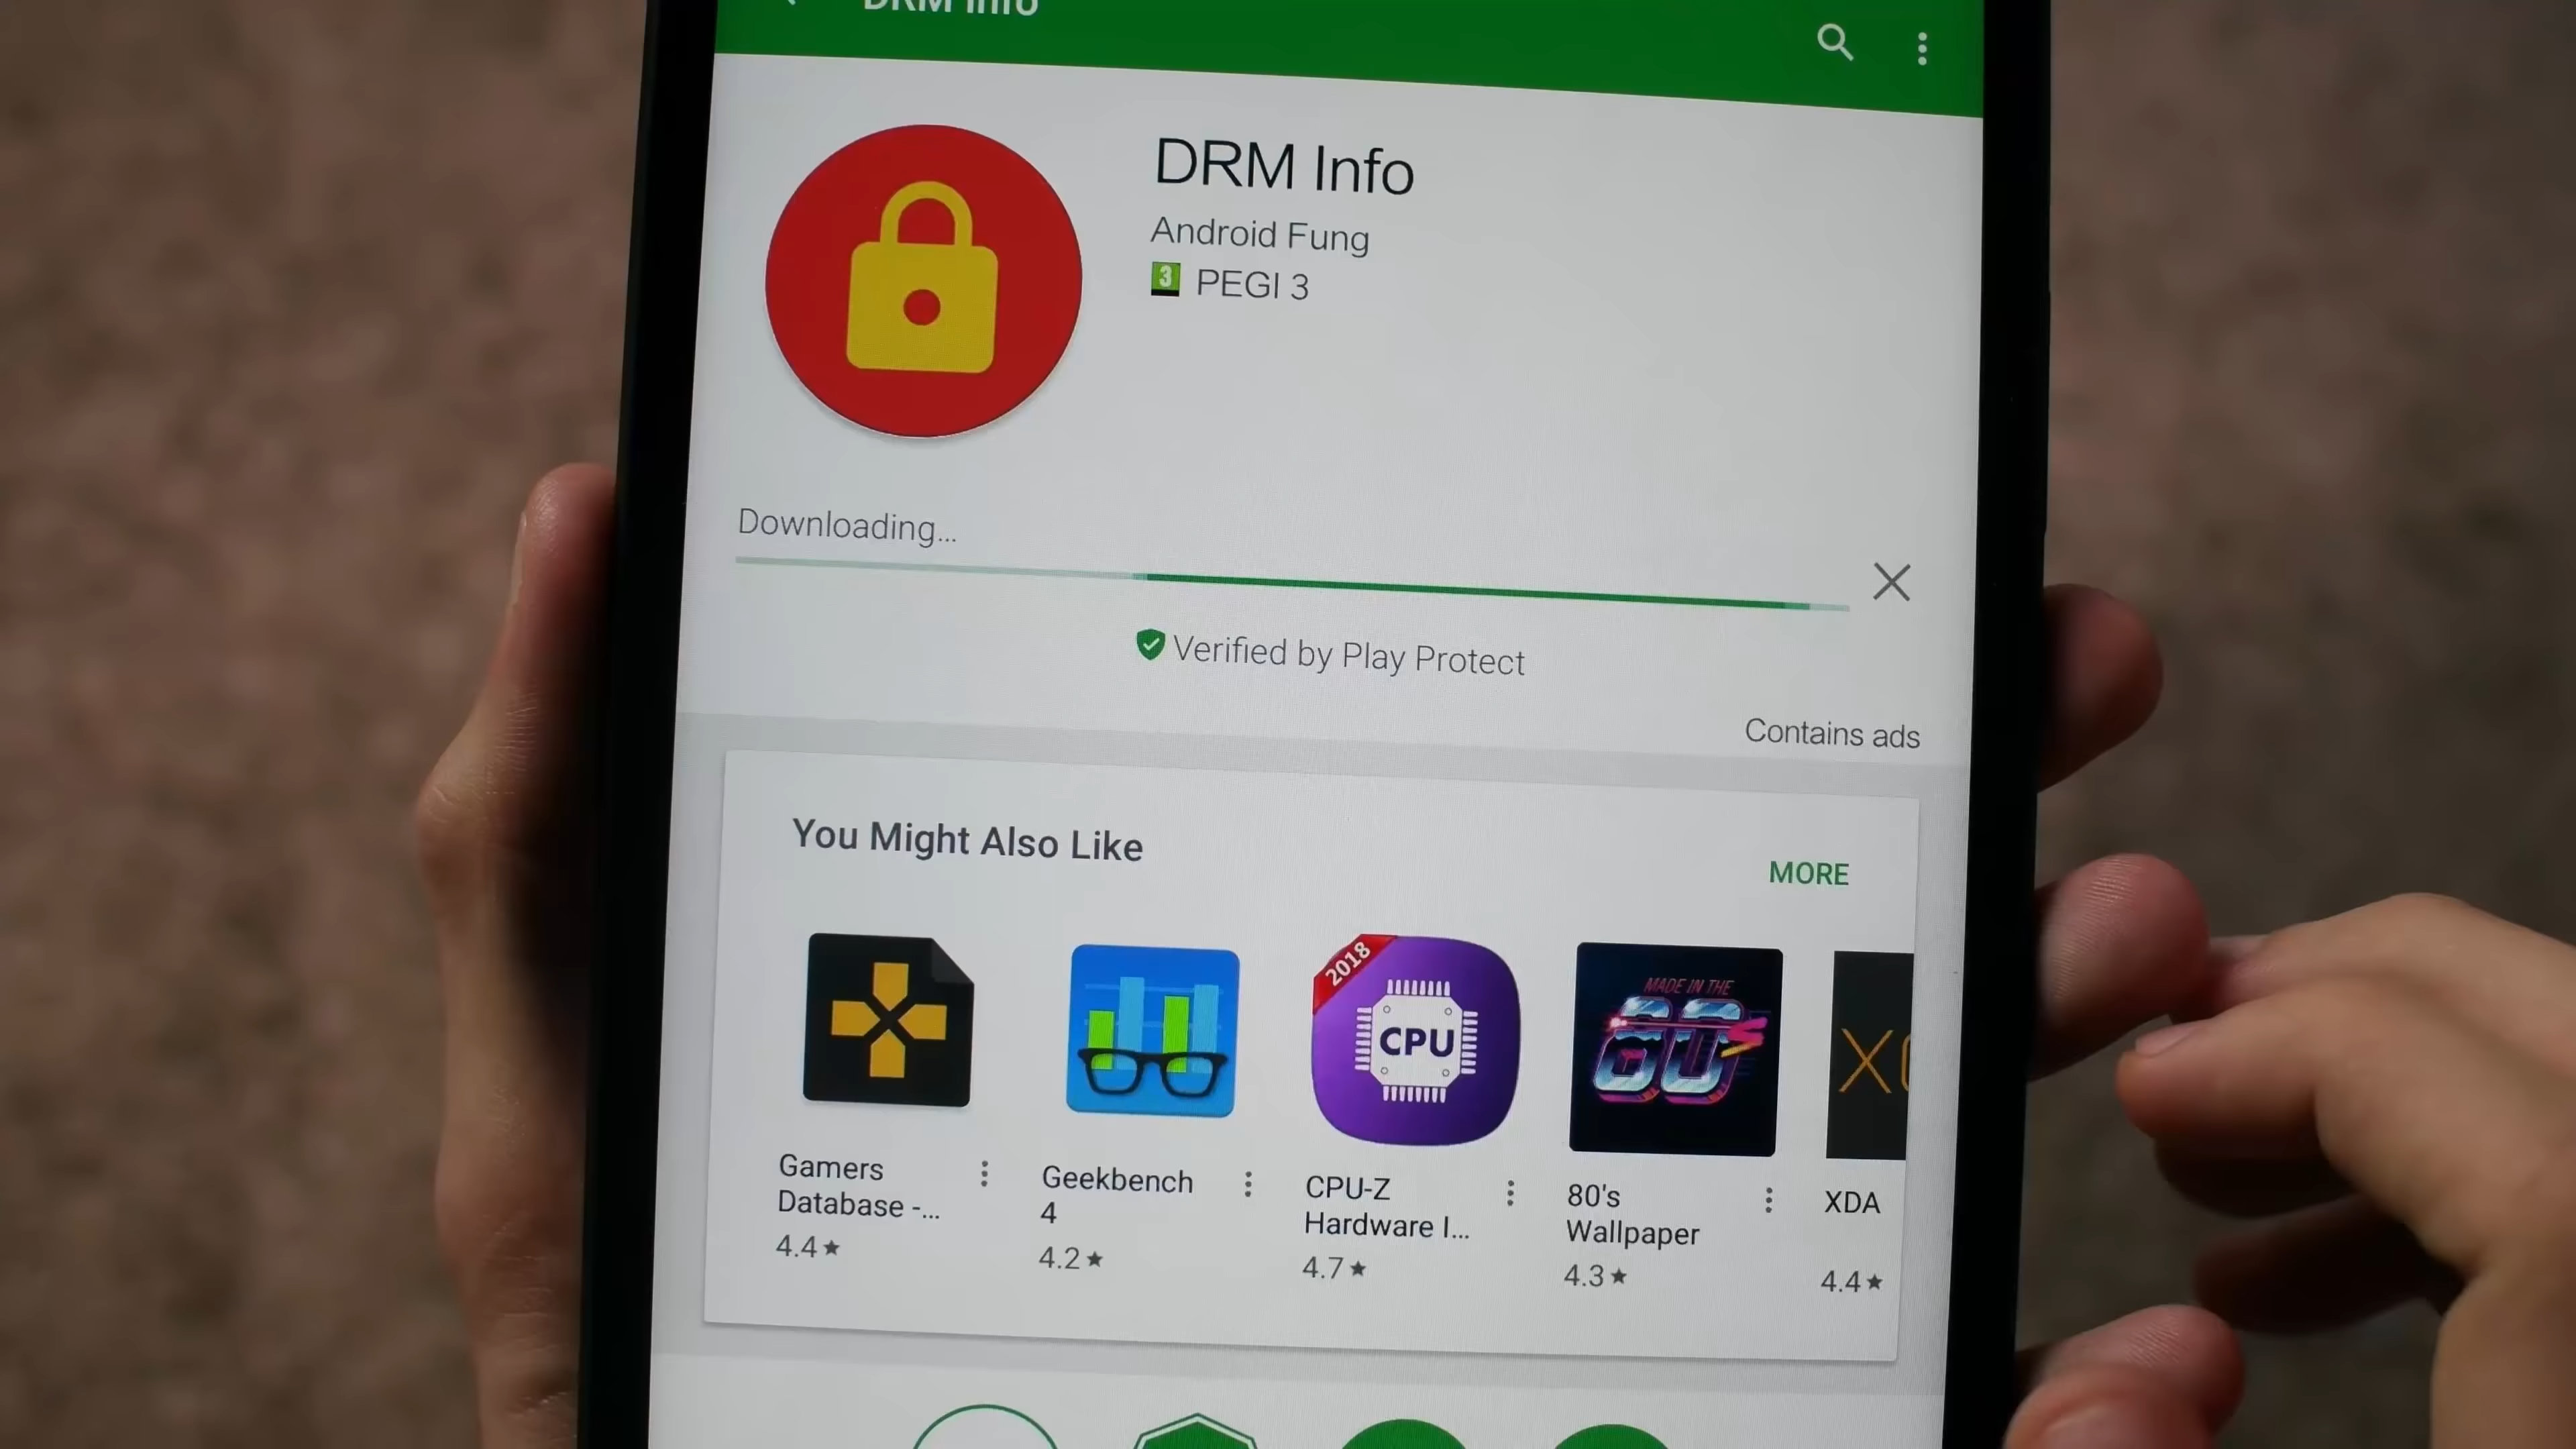 DRM Info
DRM Info
Android Fung
3 PEGI 3
Downloading...
Verified by Play Protect
Contains ads
You Might Also Like
MORE
2018
CPU
MADE IN THE
80's
Gamers
Database -...
4.4★
Geekbench
4
4.2★
CPU-Z
Hardware I...
4.7★
80's
Wallpaper
4.3★
XDA
4.4★